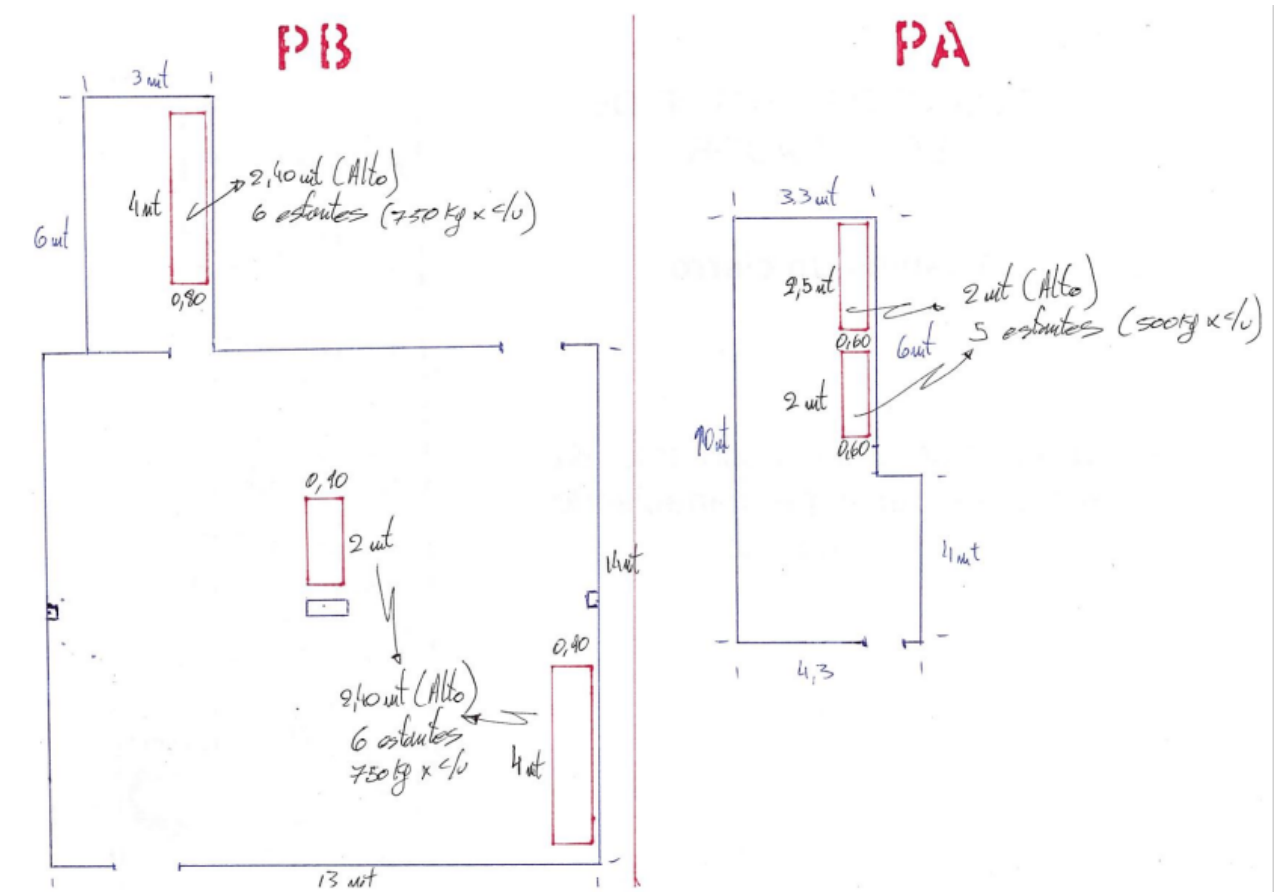 PB
3 mt
6 mt
4 mt
0,80
2,40 mt (Alto)
6 estantes (750 kg x c/u)
0,90
2 mt
14 mt
0,90
2,40 mt (Alto)
6 estantes
750 kg x c/u
4 mt
13 mt
PA
3.3 mt
2,5 mt
0,60
2 mt (Alto)
5 estantes (500 kg x c/u)
6 mt
2 mt
0,60
10 mt
4 mt
4,3